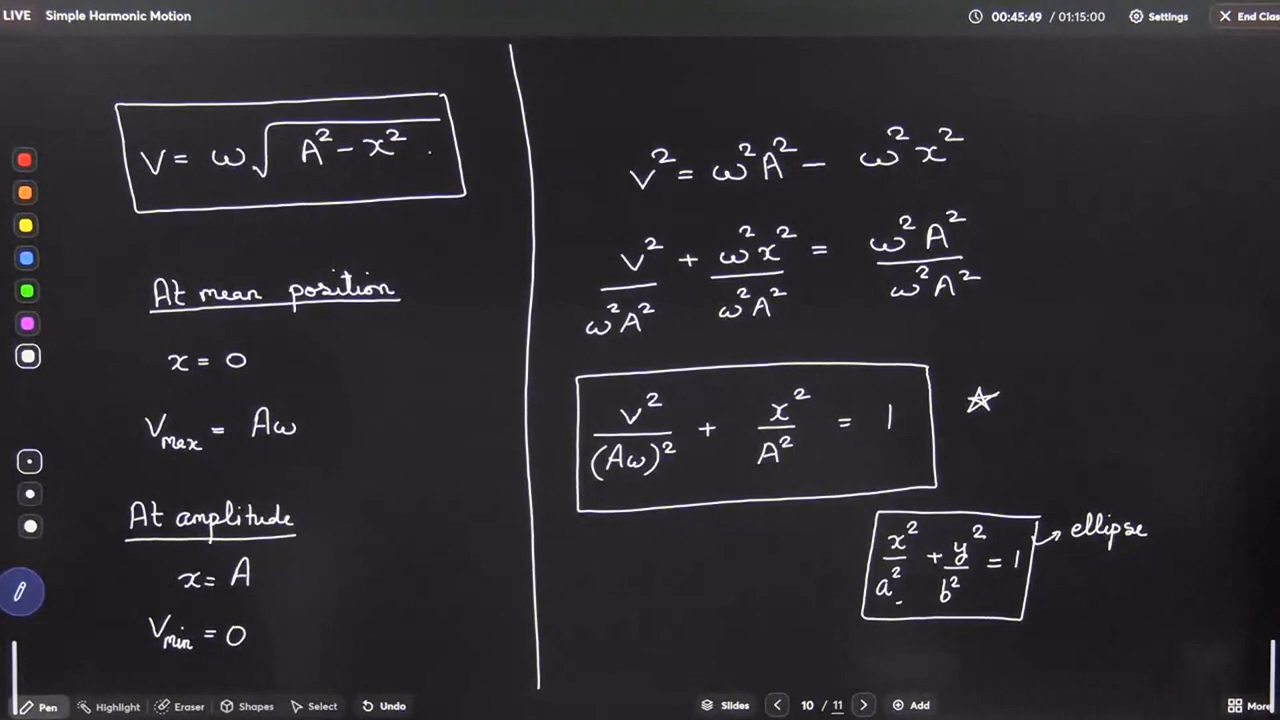 LIVE Simple Harmonic Motion
00:45:49 / 01:15:00 Settings End Clas
V = ω√(A² – x²)
At mean position
x = 0
Vmax = Aω
At amplitude
x = A
Vmin = 0
v² = ω²A² – ω²x²
v²/ω²A² + ω²x²/ω²A² = ω²A²/ω²A²
v²/(Aω)² + x²/A² = 1
x²/a² + y²/b² = 1 → ellipse
Pen Highlight Eraser Shapes Select Undo Slides 10 / 11 Add More